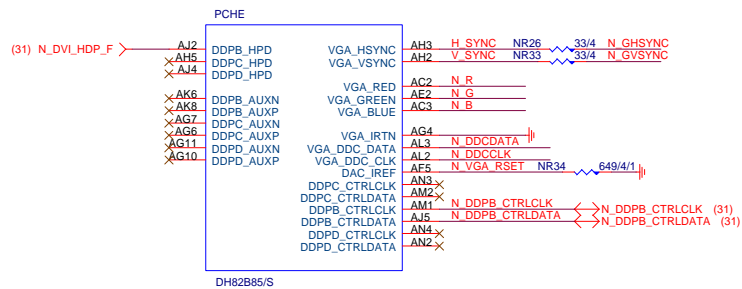 PCHE
(31) N_DVI_HDP_F AJ2 DDPB_HPD VGA_HSYNC AH3 H_SYNC NR26 33/4 N_GHSYNC
AH5 DDPC_HPD VGA_VSYNC AH2 V_SYNC NR33 33/4 N_GVSYNC
AJ4 DDPD_HPD
VGA_RED AC2 N_R
AK6 DDPB_AUXN VGA_GREEN AE2 N_G
AK8 DDPB_AUXP VGA_BLUE AC3 N_B
AG7 DDPC_AUXN
AG6 DDPC_AUXP VGA_IRTN AG4
AG11 DDPD_AUXN VGA_DDC_DATA AL3 N_DDCDATA
AG10 DDPD_AUXP VGA_DDC_CLK AL2 N_DDCCLK
DAC_IREF AF5 N_VGA_RSET NR34 649/4/1
DDPC_CTRLCLK AN3
DDPC_CTRLDATA AM2
DDPB_CTRLCLK AM1 N_DDPB_CTRLCLK N_DDPB_CTRLCLK (31)
DDPB_CTRLDATA AJ5 N_DDPB_CTRLDATA N_DDPB_CTRLDATA (31)
DDPD_CTRLCLK AN4
DDPD_CTRLDATA AN2
DH82B85/S